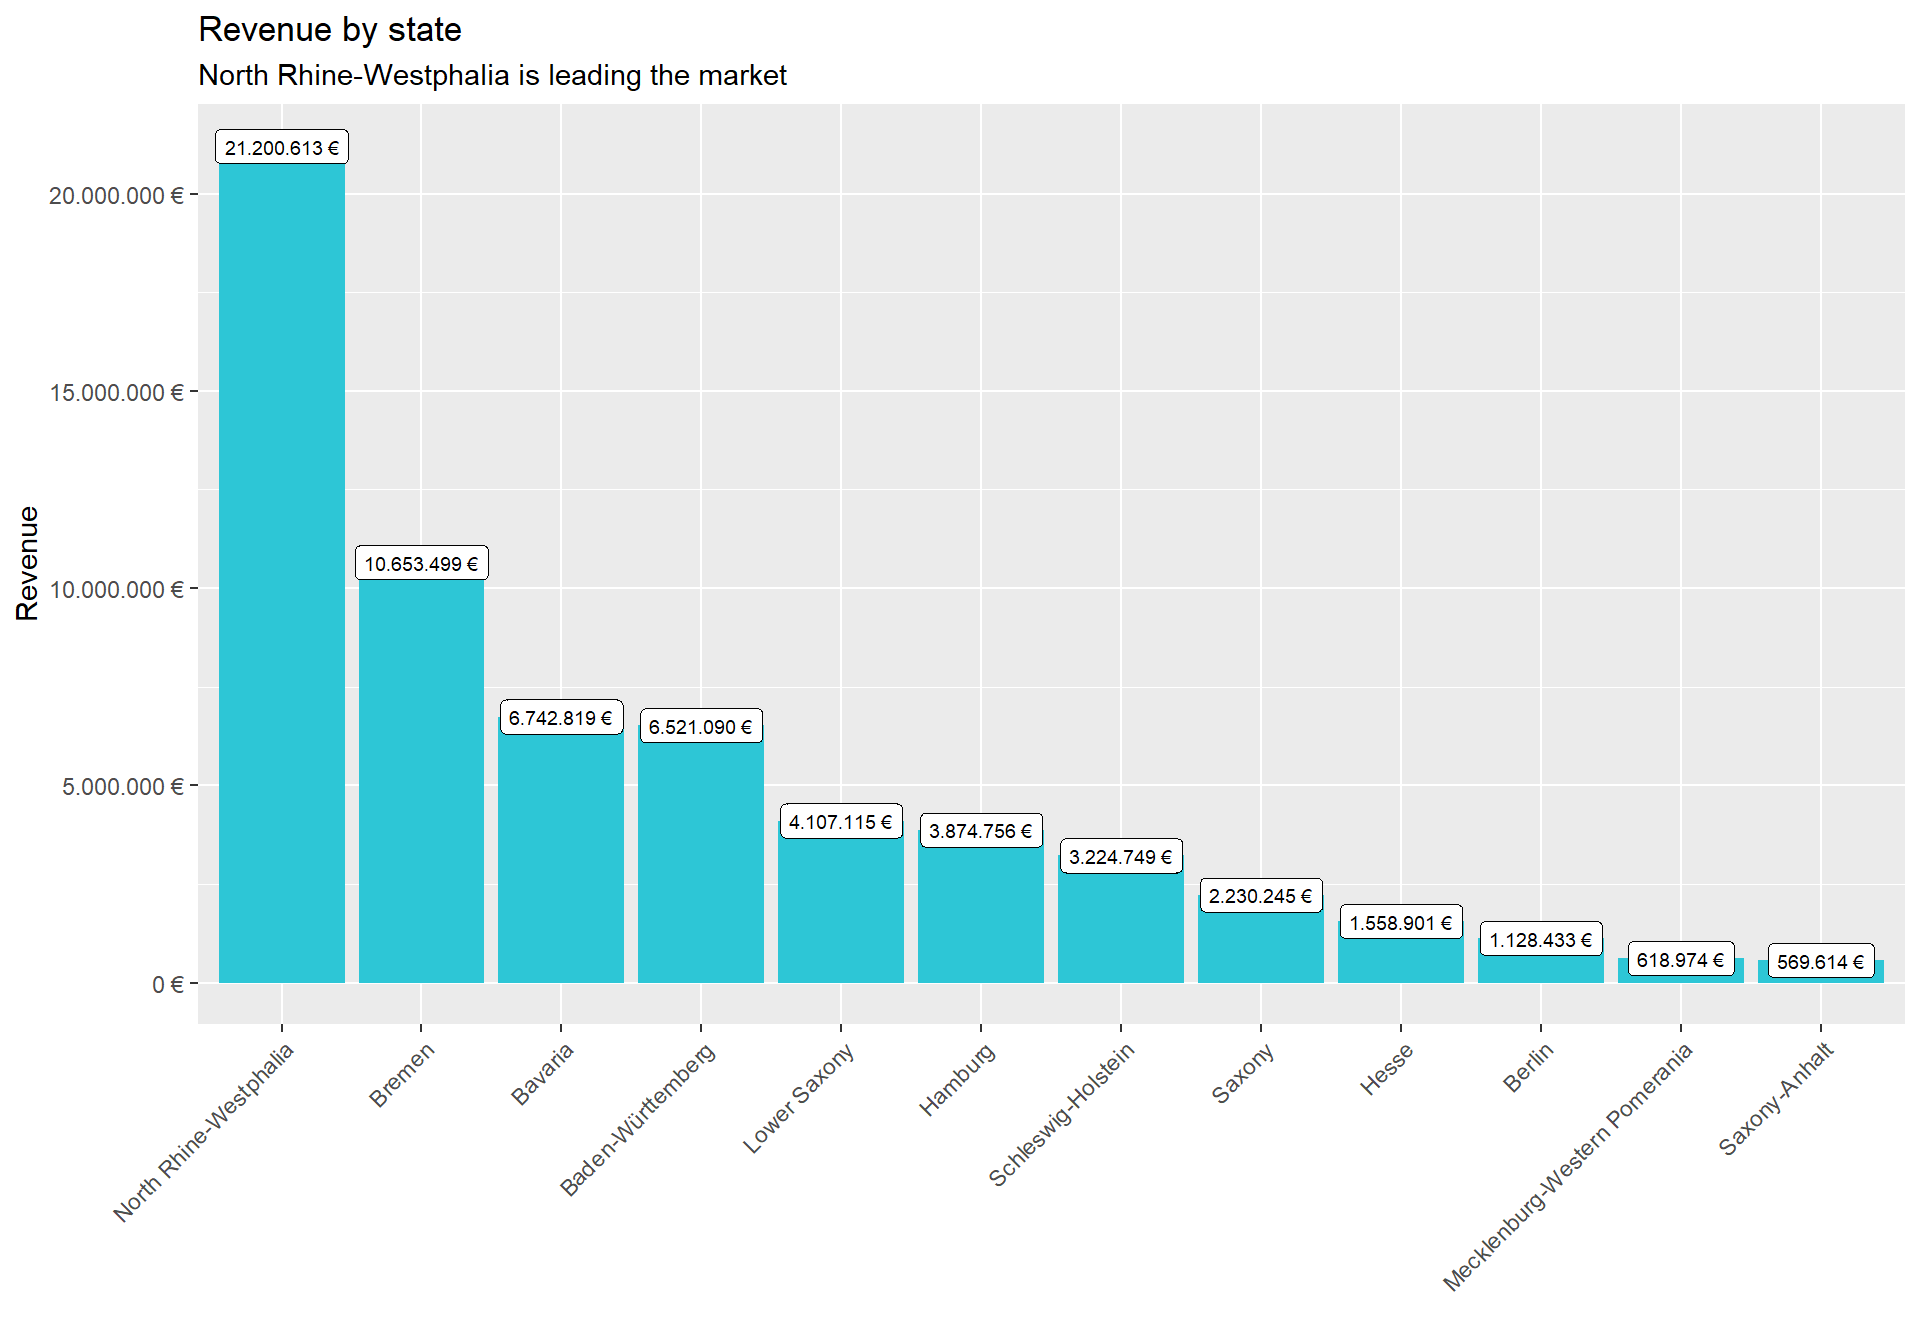 Revenue by state
North Rhine-Westphalia is leading the market
Revenue
20.000.000 €
15.000.000 €
10.000.000 €
5.000.000 €
0 €
21.200.613 €
10.653.499 €
6.742.819 €
6.521.090 €
4.107.115 €
3.874.756 €
3.224.749 €
2.230.245 €
1.558.901 €
1.128.433 €
618.974 €
569.614 €
North Rhine-Westphalia
Bremen
Bavaria
Baden-Württemberg
Lower Saxony
Hamburg
Schleswig-Holstein
Saxony
Hesse
Berlin
Mecklenburg-Western Pomerania
Saxony-Anhalt